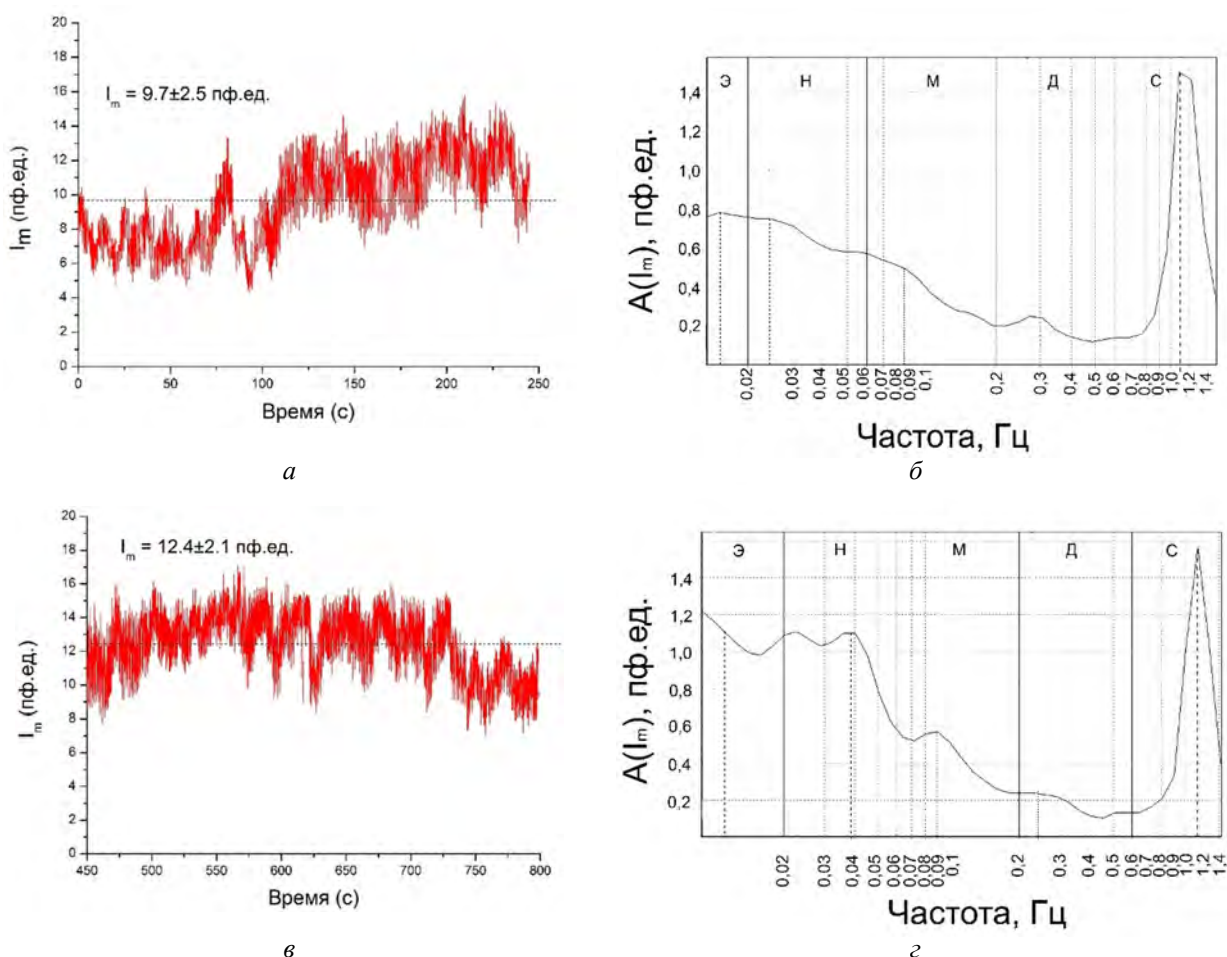 20
18
16
14
12
10
8
6
4
2
0
I_m (пф.ед.)
I_m = 9.7±2.5 пф.ед.
0 50 100 150 200 250
Время (с)
а
Э Н М Д С
1,4
1,2
1,0
0,8
0,6
0,4
0,2
A(I_m), пф.ед.
0,02 0,03 0,04 0,05 0,06 0,07 0,08 0,09 0,1 0,2 0,3 0,4 0,5 0,6 0,7 0,8 0,9 1,0 1,2 1,4
Частота, Гц
б
20
18
16
14
12
10
8
6
4
2
0
I_m (пф.ед.)
I_m = 12.4±2.1 пф.ед.
450 500 550 600 650 700 750 800
Время (с)
в
Э Н М Д С
1,4
1,2
1,0
0,8
0,6
0,4
0,2
A(I_m), пф.ед.
0,02 0,03 0,04 0,05 0,06 0,07 0,08 0,09 0,1 0,2 0,3 0,4 0,5 0,6 0,7 0,8 0,9 1,0 1,2 1,4
Частота, Гц
г